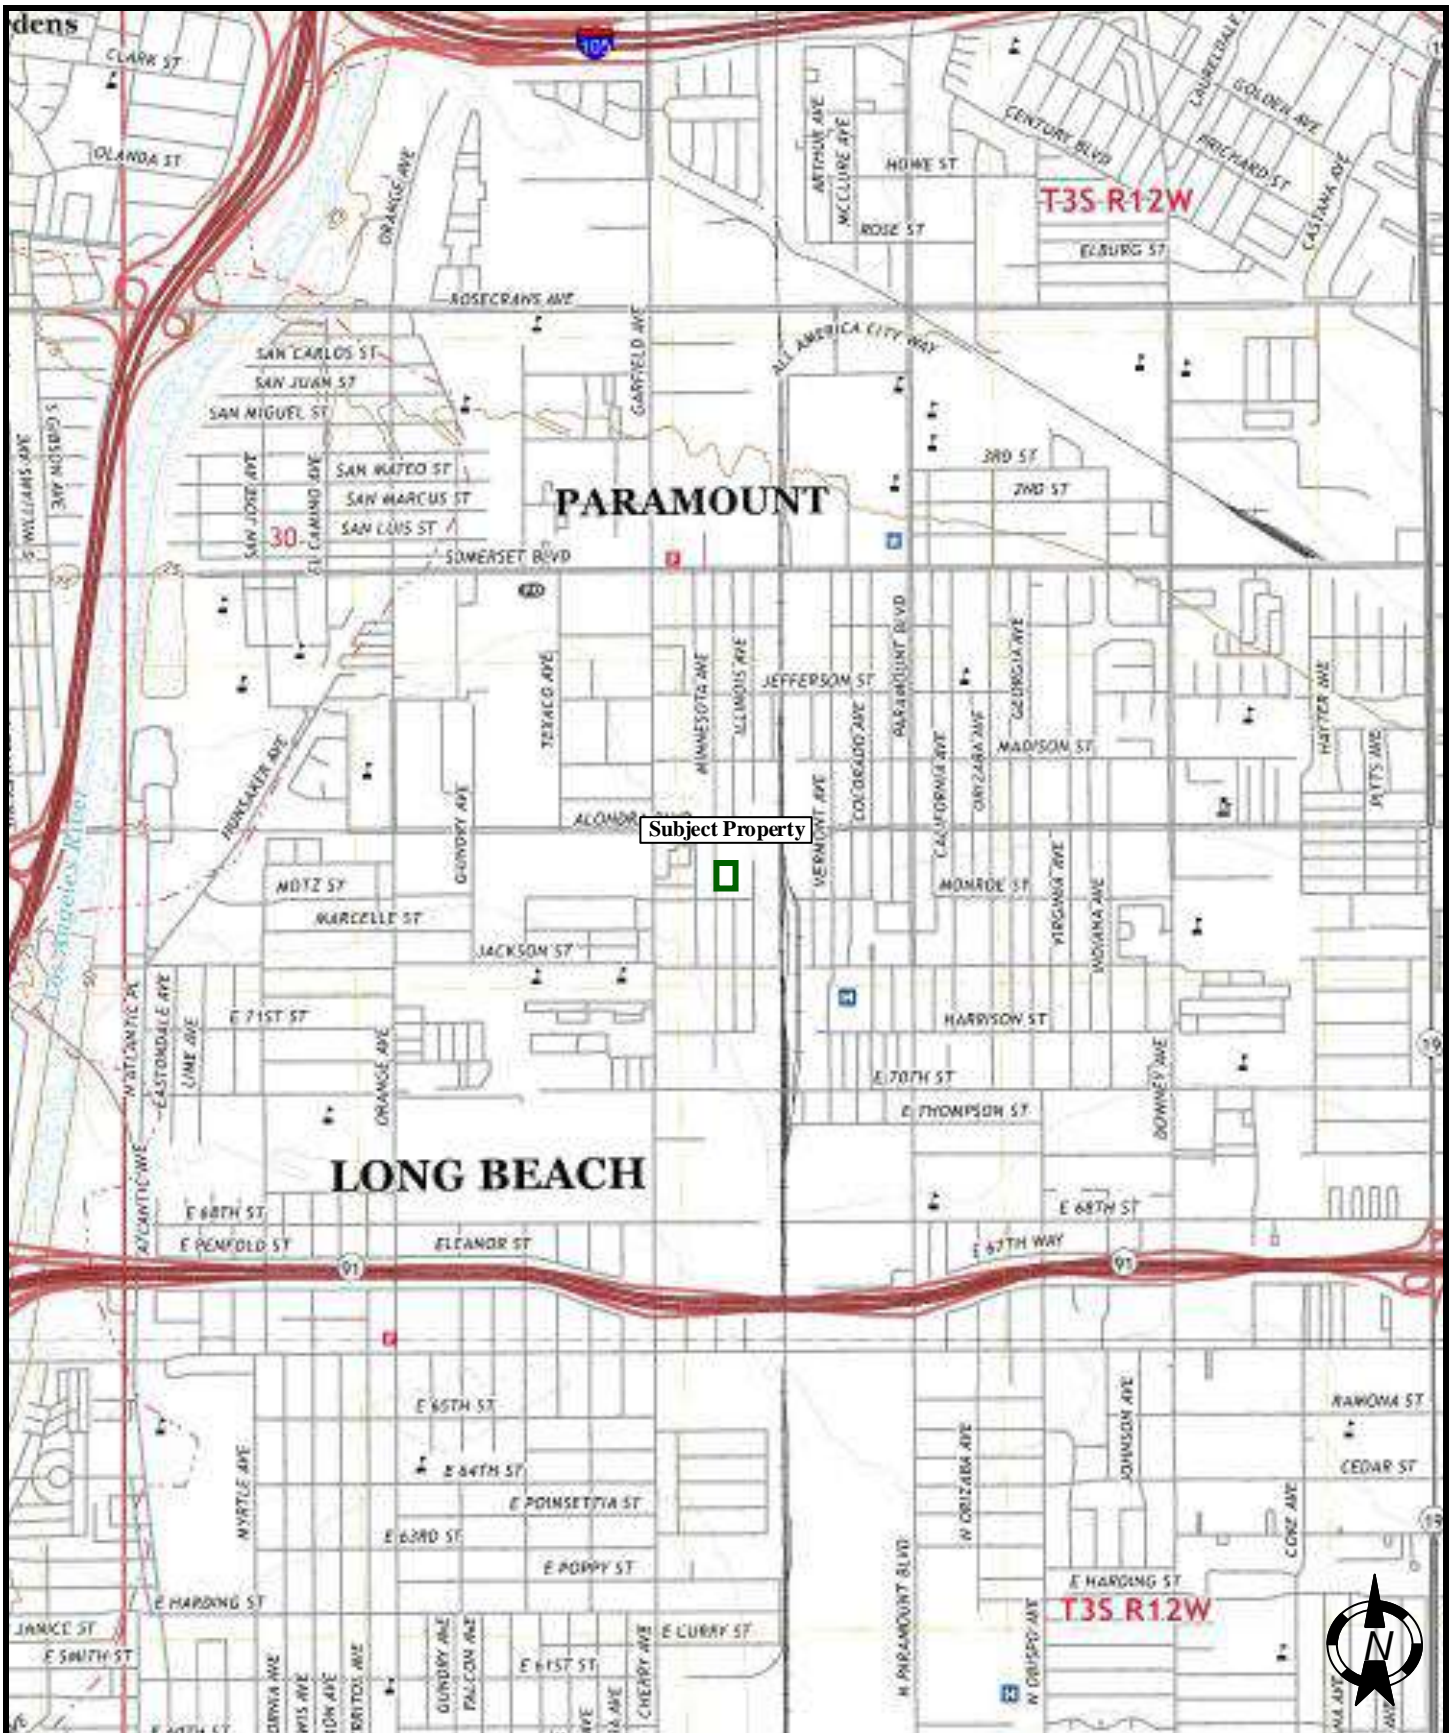 dens
105
CLARK ST
OLANDA ST
ORANGE AVE
ARTHUR AVE
MCCLURE AVE
HOWE ST
ROSE ST
CENTURY BLVD
GOLDEN AVE
PRICHARD ST
CASTANA AVE
T3S R12W
ELBURG ST
ROSECRANS AVE
GARFIELD AVE
ALL AMERICA CITY WAY
SAN CARLOS ST
SAN JUAN ST
SAN MIGUEL ST
S GIBSON AVE
S WILLIAMS AVE
SAN JOSE AVE
SAN MATEO ST
SAN MARCUS ST
SAN LUIS ST
30
3RD ST
2ND ST
PARAMOUNT
SOMERSET BLVD
PO
25
TEXACO AVE
MINNESOTA AVE
ILLINOIS AVE
JEFFERSON ST
PARAMOUNT BLVD
GEORGIA AVE
COLORADO AVE
CALIFORNIA AVE
ORIZABA AVE
MADISON ST
HAYTER AVE
PITTS AVE
HUNSAKER AVE
GUNDRY AVE
VERMONT AVE
Subject Property
Los Angeles River
MOTZ ST
MARCELLE ST
JACKSON ST
MONROE ST
VIRGINIA AVE
INDIANA AVE
H
N ATLANTIC PL
EASTONDALE AVE
LIME AVE
E 71ST ST
ORANGE AVE
HARRISON ST
19
E 70TH ST
E THOMPSON ST
DOWNEY AVE
LONG BEACH
ATLANTIC AVE
E 68TH ST
E PENFOLD ST
ELEANOR ST
E 68TH ST
E 67TH WAY
91
91
F
E 65TH ST
E 64TH ST
E POINSETTIA ST
E 63RD ST
E POPPY ST
MYRTLE AVE
JOHNSON AVE
RAMONA ST
CEDAR ST
N ORIZABA AVE
COKE AVE
19
E HARDING ST
E HARDING ST
T3S R12W
JANICE ST
E SMITH ST
GUNDRY AVE
FALCON AVE
E CURRY ST
E 61ST ST
CHERRY AVE
N PARAMOUNT BLVD
N OBISPO AVE
H
N